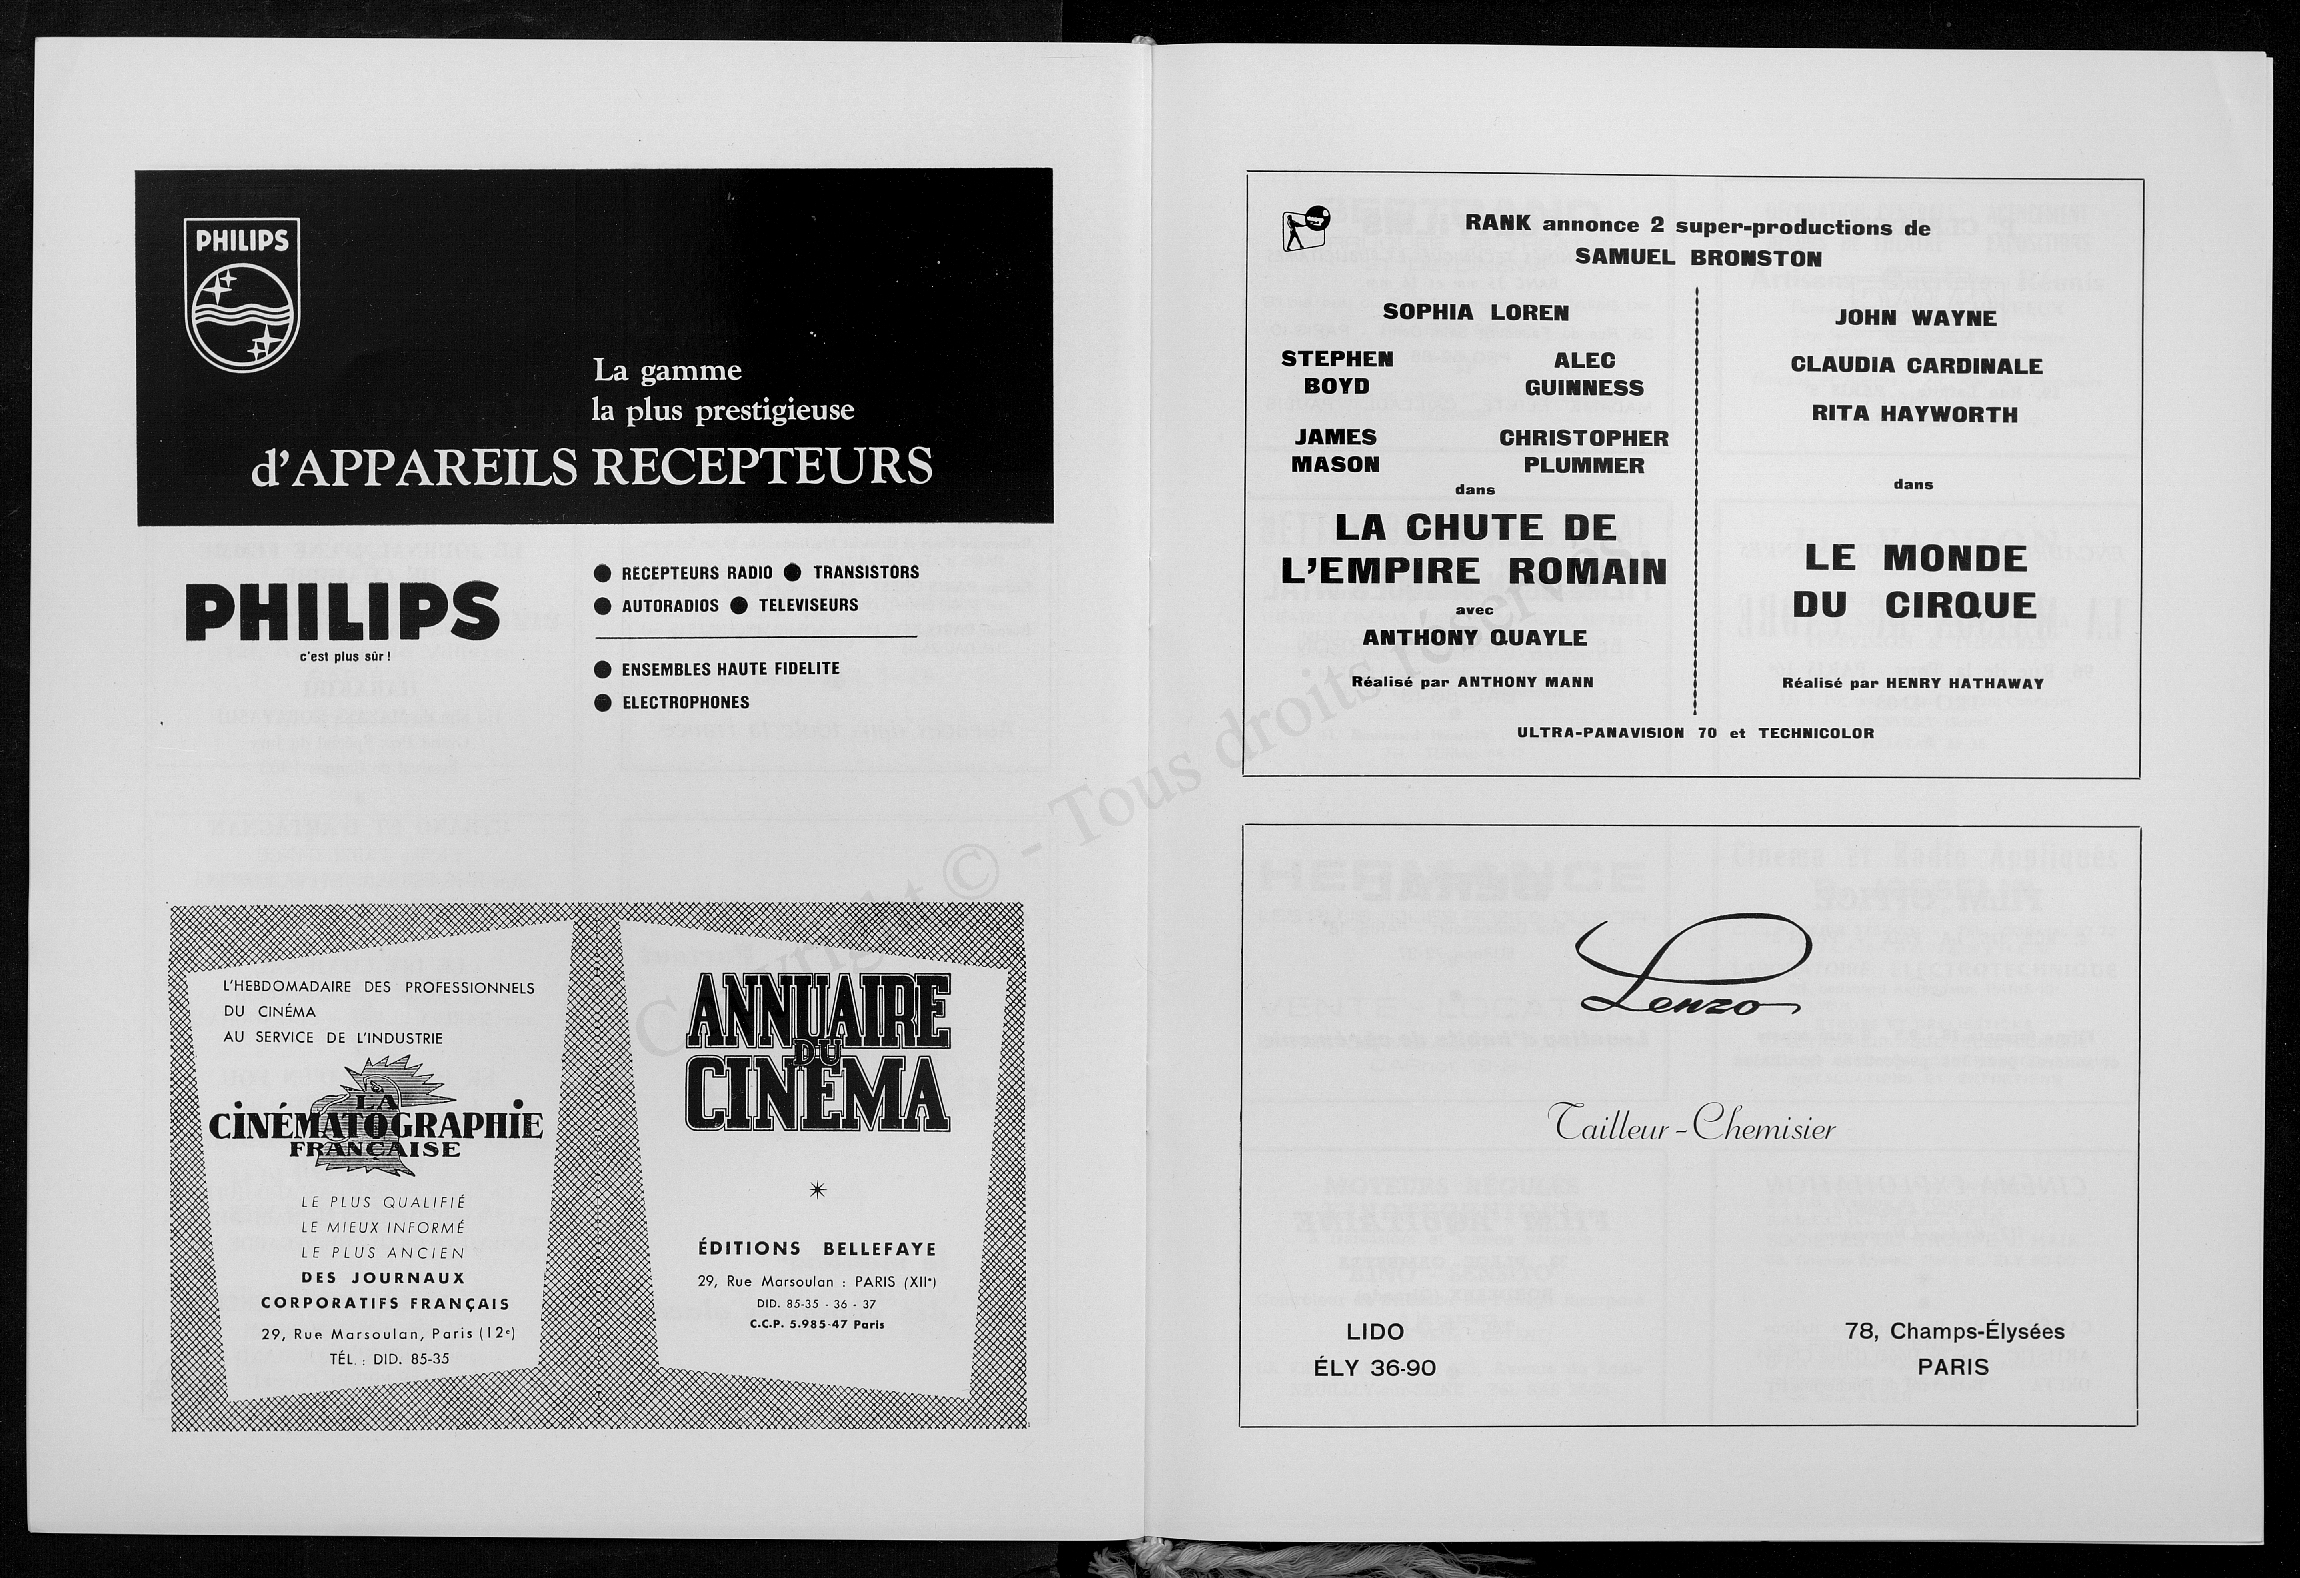 PHILIPS
La gamme
la plus prestigieuse
d'APPAREILS RECEPTEURS
PHILIPS
c'est plus sûr !
● RECEPTEURS RADIO ● TRANSISTORS
● AUTORADIOS ● TELEVISEURS
● ENSEMBLES HAUTE FIDELITE
● ELECTROPHONES
L'HEBDOMADAIRE DES PROFESSIONNELS
DU CINÉMA
AU SERVICE DE L'INDUSTRIE
LA
CINÉMATOGRAPHIE
FRANÇAISE
LE PLUS QUALIFIÉ
LE MIEUX INFORMÉ
LE PLUS ANCIEN
DES JOURNAUX
CORPORATIFS FRANÇAIS
29, Rue Marsoulan, Paris (12e)
TÉL. : DID. 85-35
ANNUAIRE
DU
CINÉMA
ÉDITIONS BELLEFAYE
29, Rue Marsoulan : PARIS (XIIe)
DID. 85-35 - 36 - 37
C.C.P. 5.985-47 Paris
RANK annonce 2 super-productions de
SAMUEL BRONSTON
SOPHIA LOREN
STEPHEN
BOYD
ALEC
GUINNESS
JAMES
MASON
CHRISTOPHER
PLUMMER
dans
LA CHUTE DE
L'EMPIRE ROMAIN
avec
ANTHONY QUAYLE
Réalisé par ANTHONY MANN
JOHN WAYNE
CLAUDIA CARDINALE
RITA HAYWORTH
dans
LE MONDE
DU CIRQUE
Réalisé par HENRY HATHAWAY
ULTRA-PANAVISION 70 et TECHNICOLOR
Lenzo
Tailleur-Chemisier
LIDO
ÉLY 36-90
78, Champs-Élysées
PARIS
Copyright © - Tous droits réservés